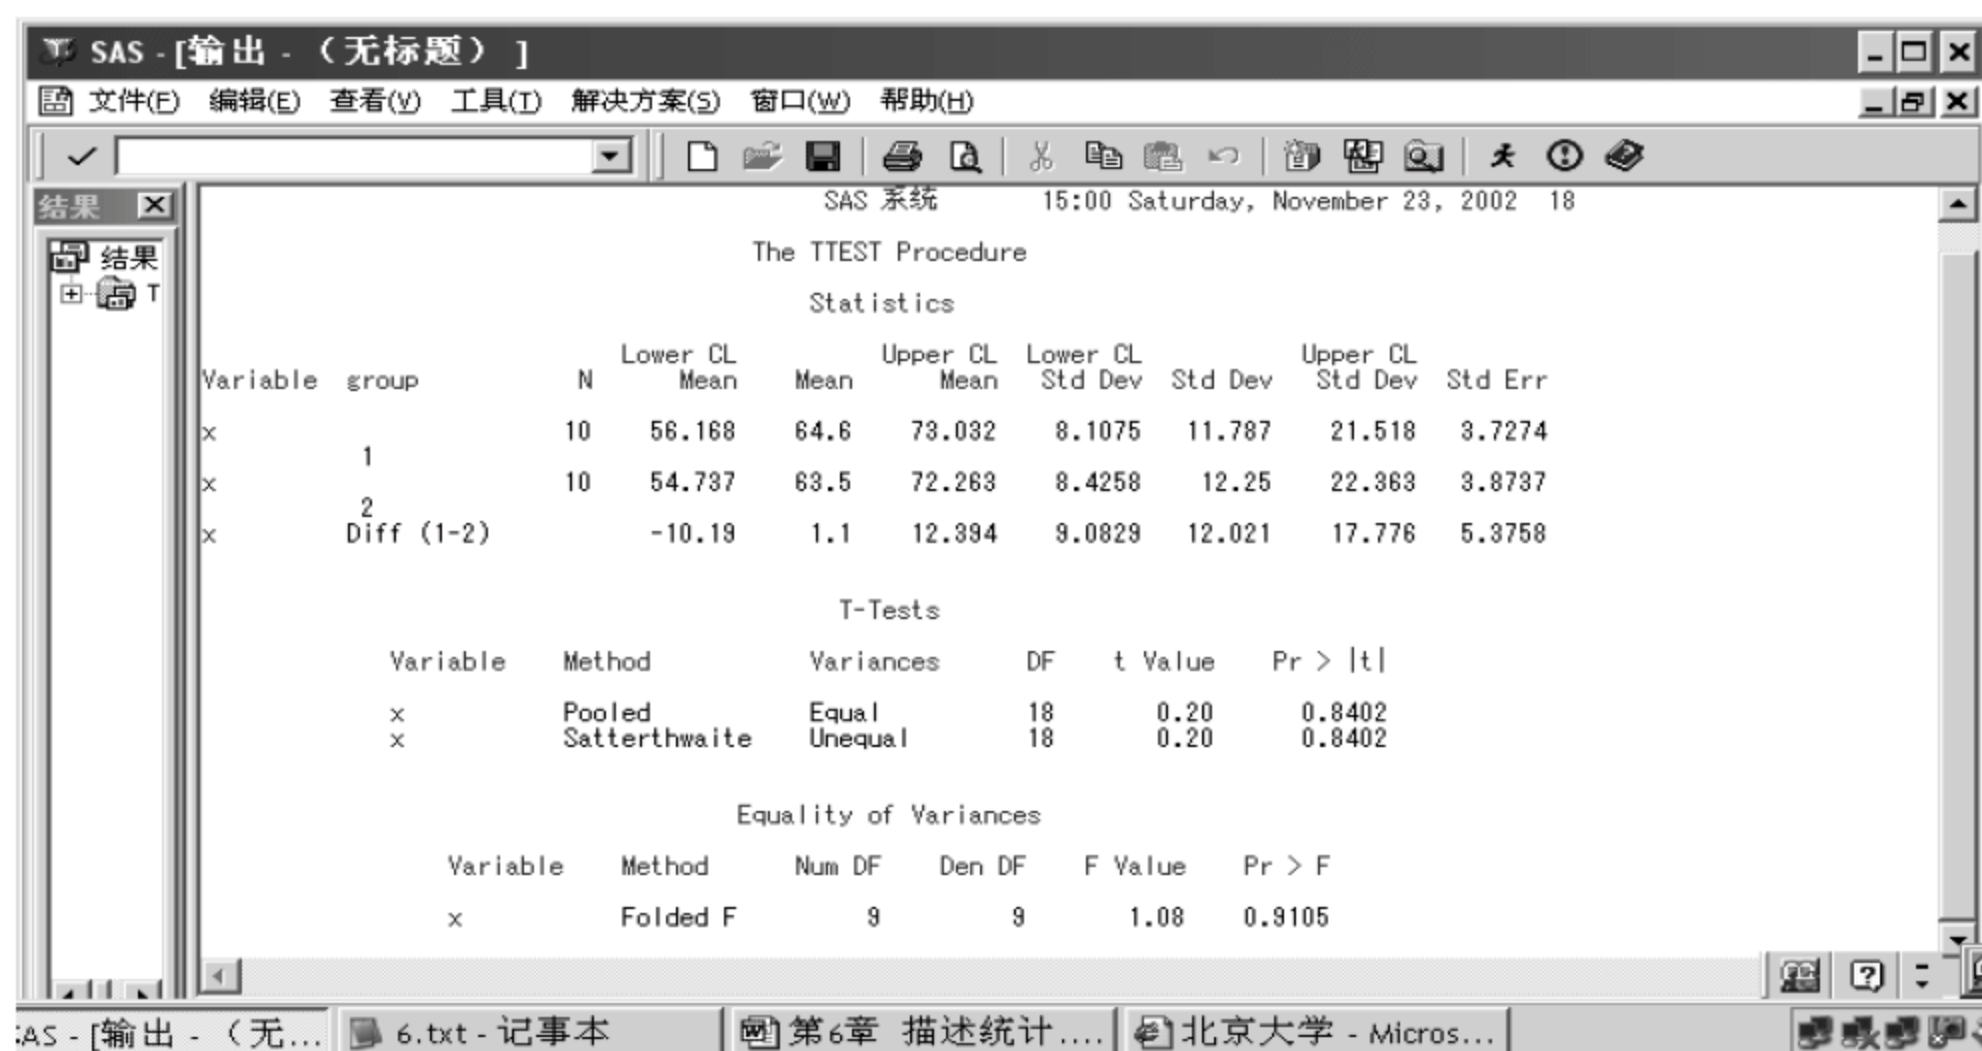 SAS - [输出 - （无标题） ]
文件(F) 编辑(E) 查看(V) 工具(T) 解决方案(S) 窗口(W) 帮助(H)
结果
结果
T
SAS 系统 15:00 Saturday, November 23, 2002 18
The TTEST Procedure
Statistics
Lower CL Upper CL Lower CL Upper CL
Variable group N Mean Mean Mean Std Dev Std Dev Std Dev Std Err
x 10 56.168 64.6 73.032 8.1075 11.787 21.518 3.7274
1
x 10 54.737 63.5 72.263 8.4258 12.25 22.363 3.8737
2
x Diff (1-2) -10.19 1.1 12.394 9.0829 12.021 17.776 5.3758
T-Tests
Variable Method Variances DF t Value Pr > |t|
x Pooled Equal 18 0.20 0.8402
x Satterthwaite Unequal 18 0.20 0.8402
Equality of Variances
Variable Method Num DF Den DF F Value Pr > F
x Folded F 9 9 1.08 0.9105
SAS - [输出 - （无... 6.txt - 记事本 第6章 描述统计.... 北京大学 - Micros...